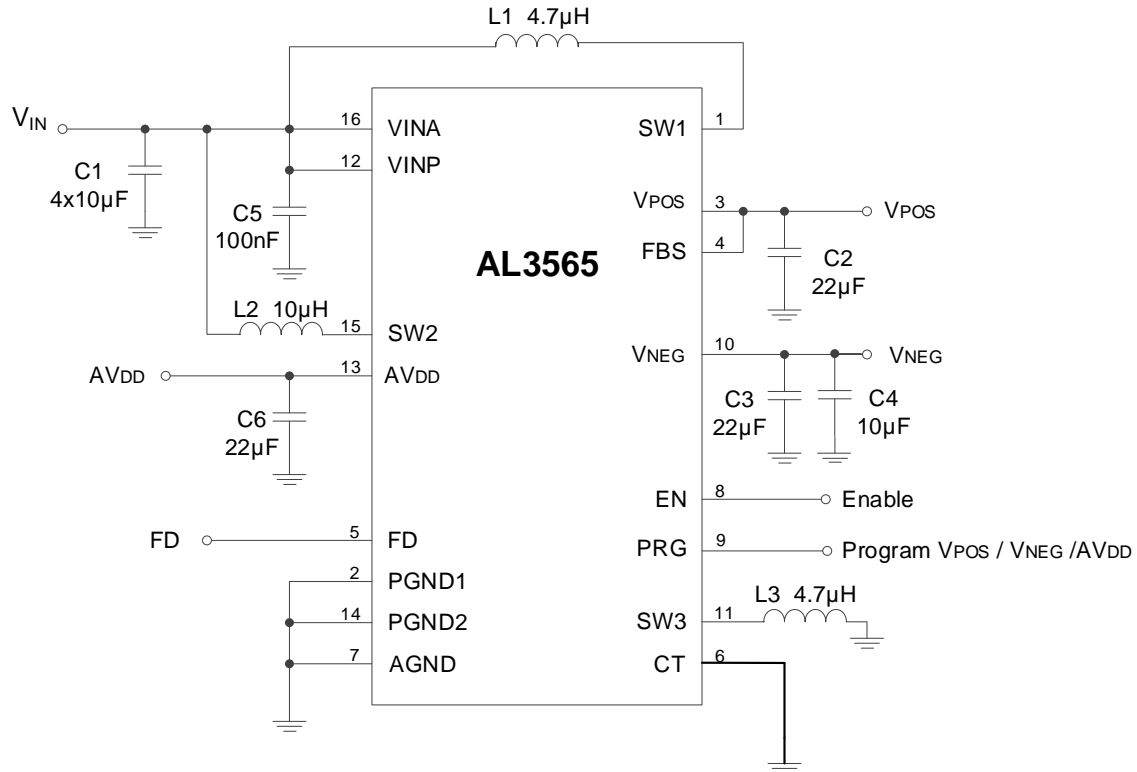 L1 4.7µH
VIN
16 VINA
SW1 1
12 VINP
C1
4x10µF
C5
100nF
VPOS 3
VPOS
FBS 4
AL3565
C2
22µF
L2 10µH
15 SW2
VNEG 10
VNEG
AVDD
13 AVDD
C6
22µF
C3
22µF
C4
10µF
EN 8
Enable
FD
5 FD
PRG 9
Program VPOS / VNEG /AVDD
2 PGND1
L3 4.7µH
14 PGND2
SW3 11
7 AGND
CT 6